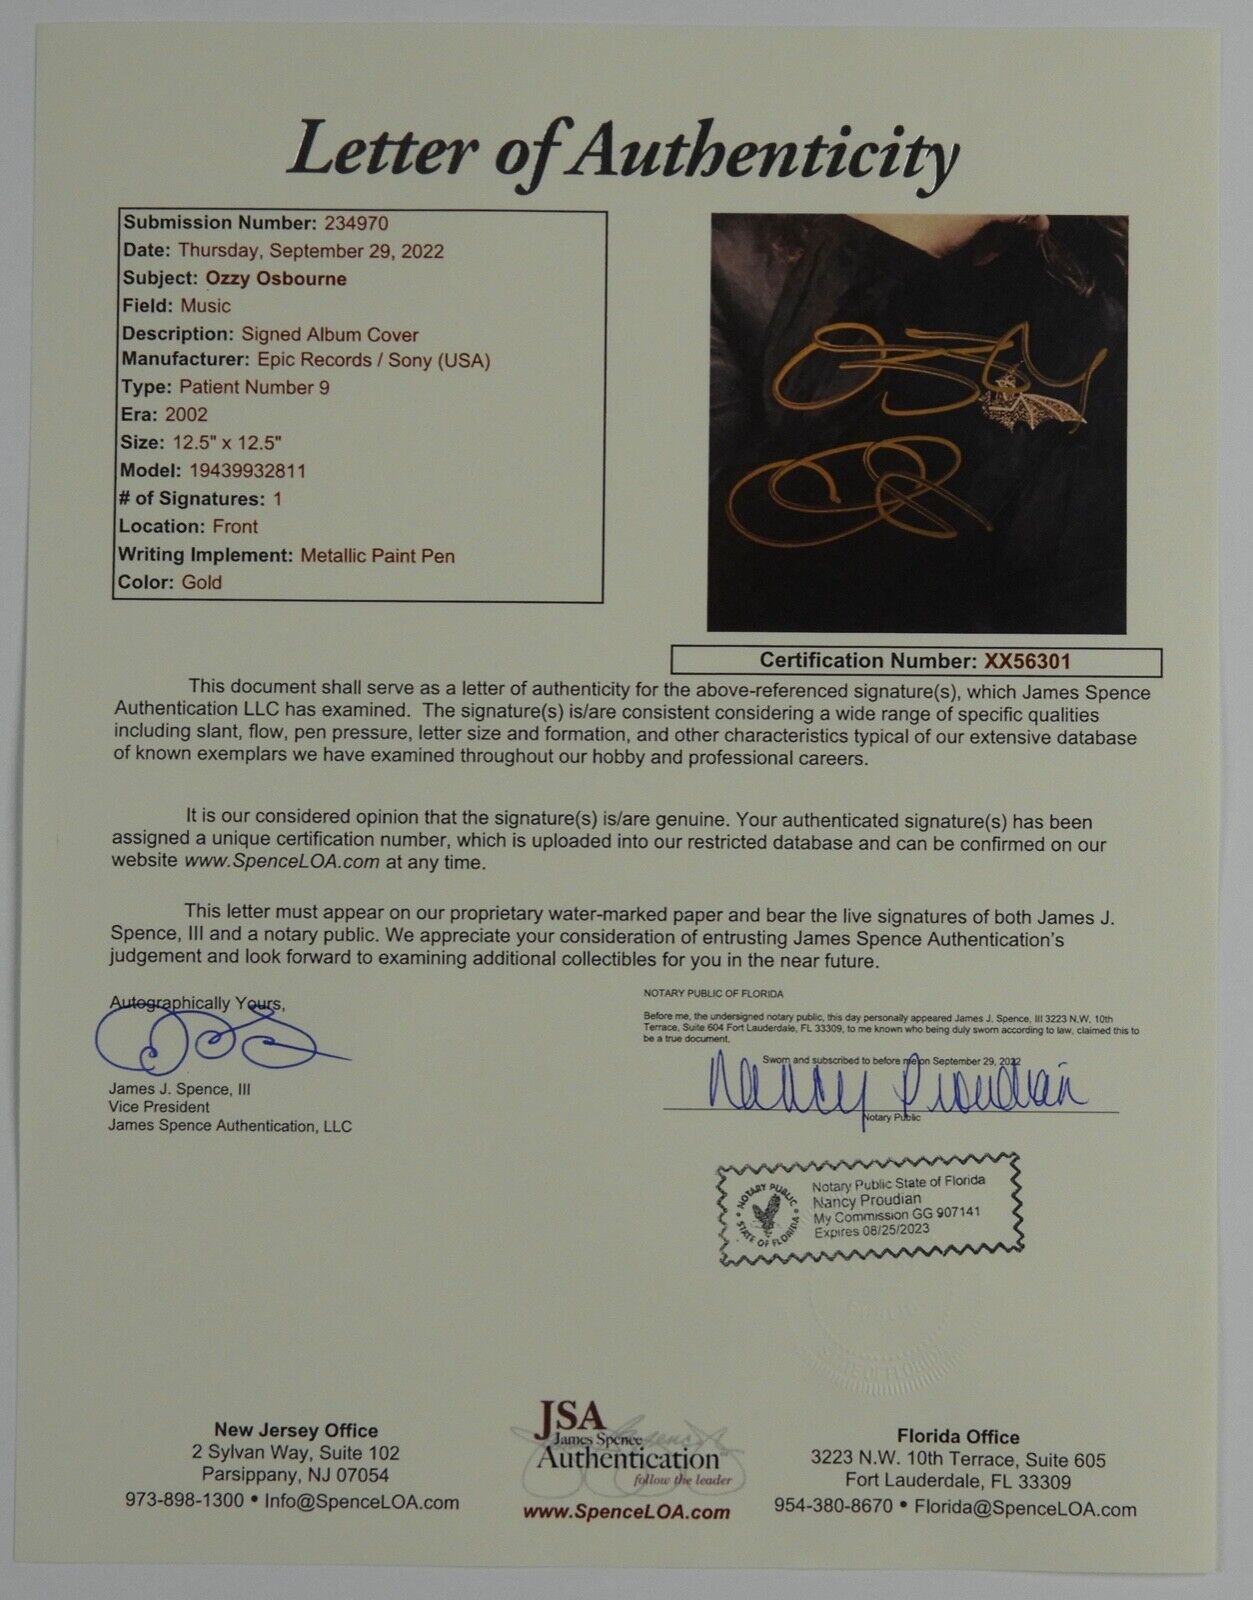 Letter of Authenticity
Submission Number: 234970
Date: Thursday, September 29, 2022
Subject: Ozzy Osbourne
Field: Music
Description: Signed Album Cover
Manufacturer: Epic Records / Sony (USA)
Type: Patient Number 9
Era: 2002
Size: 12.5" x 12.5"
Model: 19439932811
# of Signatures: 1
Location: Front
Writing Implement: Metallic Paint Pen
Color: Gold
Ozzy
Certification Number: XX56301
This document shall serve as a letter of authenticity for the above-referenced signature(s), which James Spence
Authentication LLC has examined. The signature(s) is/are consistent considering a wide range of specific qualities
including slant, flow, pen pressure, letter size and formation, and other characteristics typical of our extensive database
of known exemplars we have examined throughout our hobby and professional careers.
It is our considered opinion that the signature(s) is/are genuine. Your authenticated signature(s) has been
assigned a unique certification number, which is uploaded into our restricted database and can be confirmed on our
website www.SpenceLOA.com at any time.
This letter must appear on our proprietary water-marked paper and bear the live signatures of both James J.
Spence, III and a notary public. We appreciate your consideration of entrusting James Spence Authentication's
judgement and look forward to examining additional collectibles for you in the near future.
Autographically Yours,
James J. Spence, III
Vice President
James Spence Authentication, LLC
NOTARY PUBLIC OF FLORIDA
Before me, the undersigned notary public, this day personally appeared James J. Spence, III 3223 N.W. 10th
Terrace, Suite 604 Fort Lauderdale, FL 33309, to me known who being duly sworn according to law, claimed this to
be a true document.
Sworn and subscribed to before me on September 29, 2022
Nancy Proudian
Notary Public
NOTARY PUBLIC
STATE OF FLORIDA
Notary Public State of Florida
Nancy Proudian
My Commission GG 907141
Expires 08/25/2023
STATE OF FLORIDA
New Jersey Office
2 Sylvan Way, Suite 102
Parsippany, NJ 07054
973-898-1300 • Info@SpenceLOA.com
JSA
James Spence
Authentication
follow the leader
www.SpenceLOA.com
Florida Office
3223 N.W. 10th Terrace, Suite 605
Fort Lauderdale, FL 33309
954-380-8670 • Florida@SpenceLOA.com